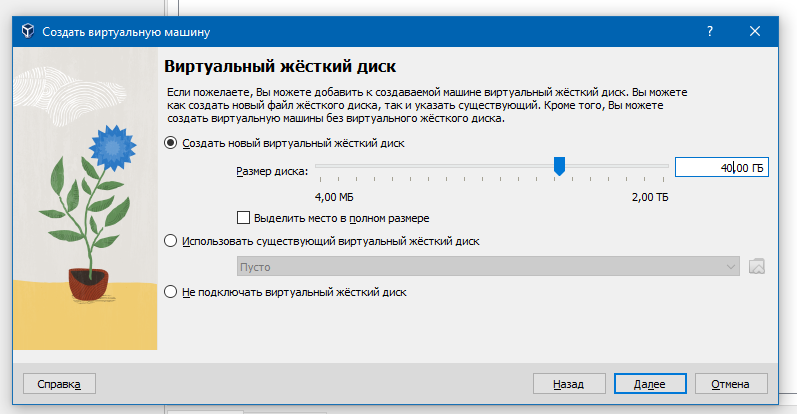 Создать виртуальную машину
Виртуальный жёсткий диск
Если пожелаете, Вы можете добавить к создаваемой машине виртуальный жёсткий диск. Вы можете
как создать новый файл жёсткого диска, так и указать существующий. Кроме того, Вы можете
создать виртуальную машины без виртуального жёсткого диска.
Создать новый виртуальный жёсткий диск
Размер диска:
40,00 ГБ
4,00 МБ
2,00 ТБ
Выделить место в полном размере
Использовать существующий виртуальный жёсткий диск
Пусто
Не подключать виртуальный жёсткий диск
Справка
Назад
Далее
Отмена